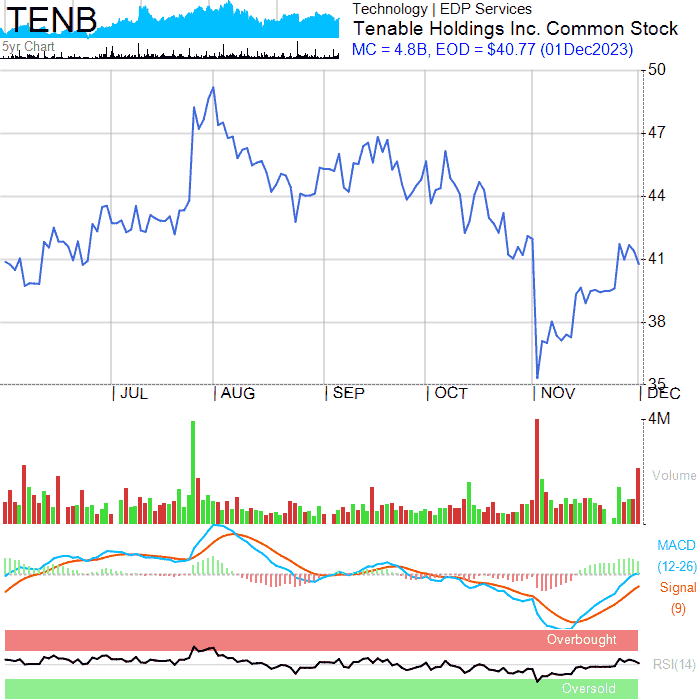 TENB
5yr Chart
Technology | EDP Services
Tenable Holdings Inc. Common Stock
MC = 4.8B, EOD = $40.77 (01Dec2023)
50
47
44
41
38
35
| JUL | AUG | SEP | OCT | NOV | DEC
4M
Volume
MACD
(12-26)
Signal
(9)
Overbought
RSI(14)
Oversold